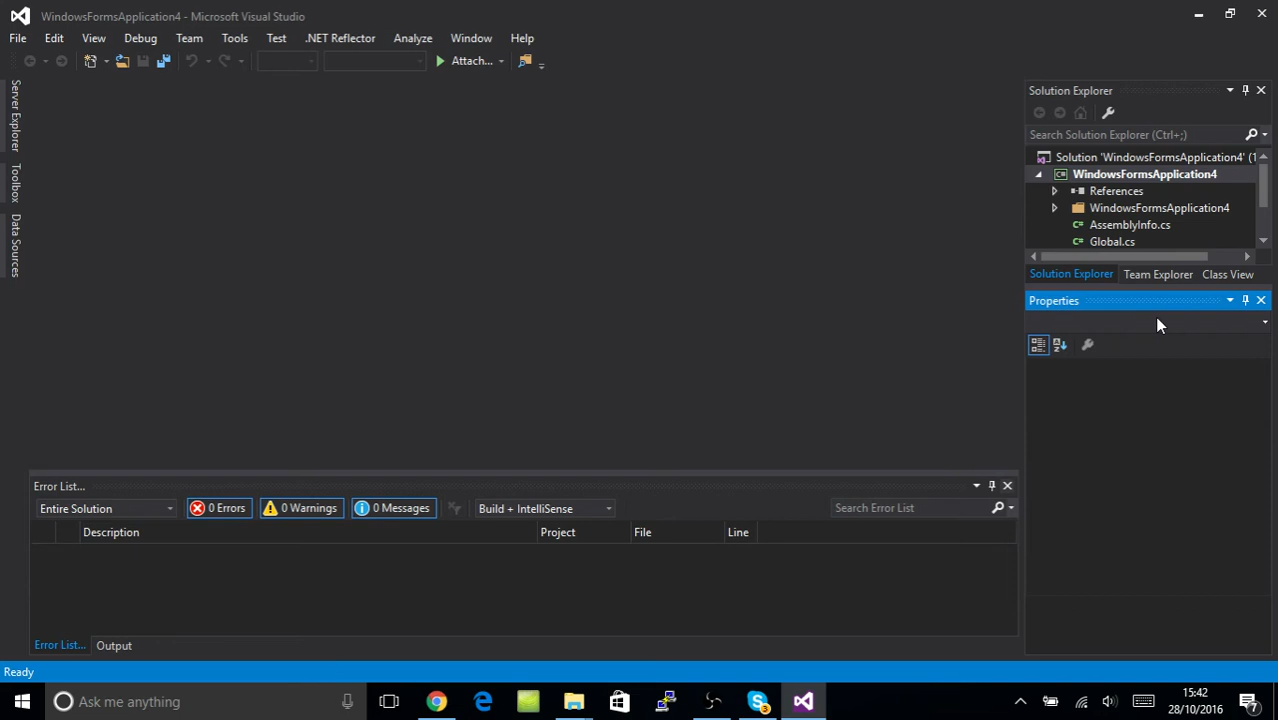 WindowsFormsApplication4 - Microsoft Visual Studio
File Edit View Debug Team Tools Test .NET Reflector Analyze Window Help
Attach...
Server Explorer
Toolbox
Data Sources
Solution Explorer
Search Solution Explorer (Ctrl+;)
Solution 'WindowsFormsApplication4' (1
WindowsFormsApplication4
References
WindowsFormsApplication4
AssemblyInfo.cs
Global.cs
Solution Explorer Team Explorer Class View
Properties
Error List...
Entire Solution 0 Errors 0 Warnings 0 Messages Build + IntelliSense Search Error List
Description Project File Line
Error List... Output
Ready
Ask me anything
3
15:42
28/10/2016
7